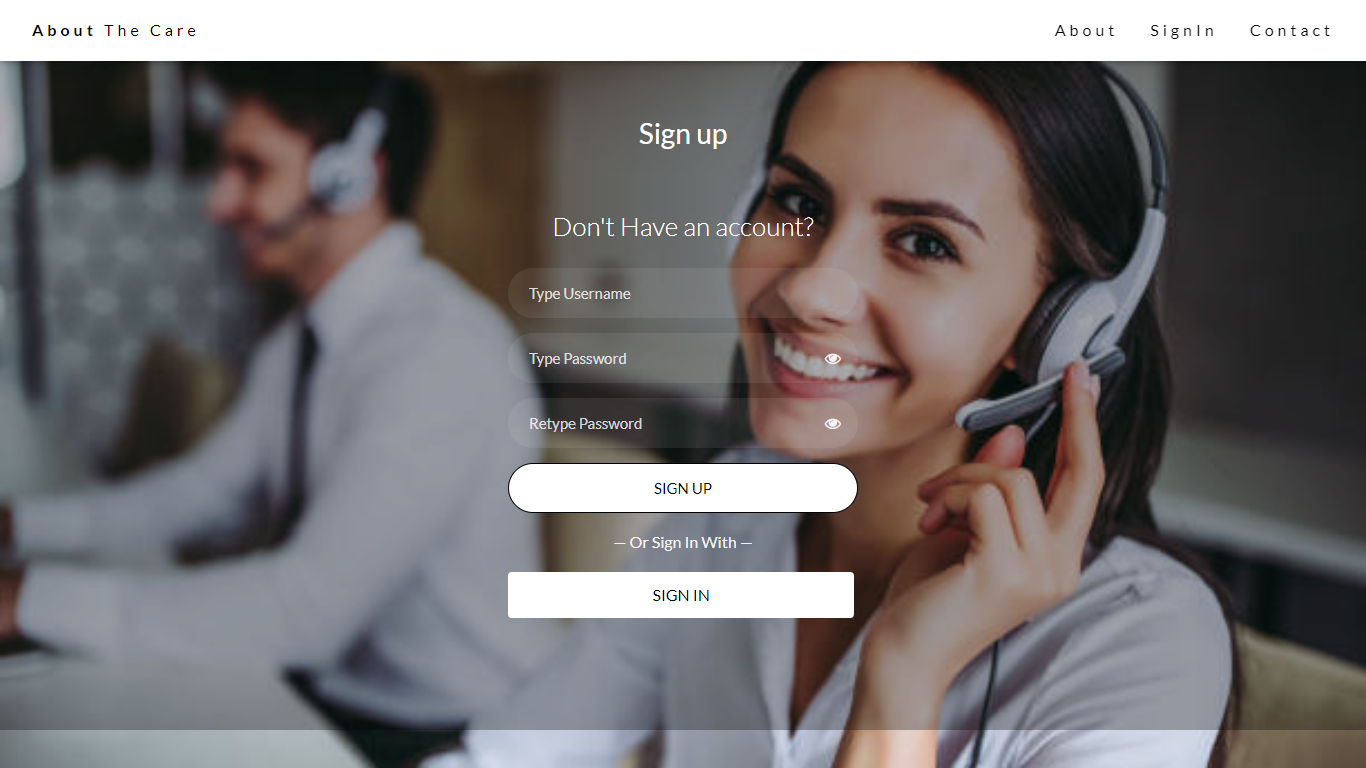 About The Care
About SignIn Contact
Sign up
Don't Have an account?
Type Username
Type Password
Retype Password
SIGN UP
— Or Sign In With —
SIGN IN